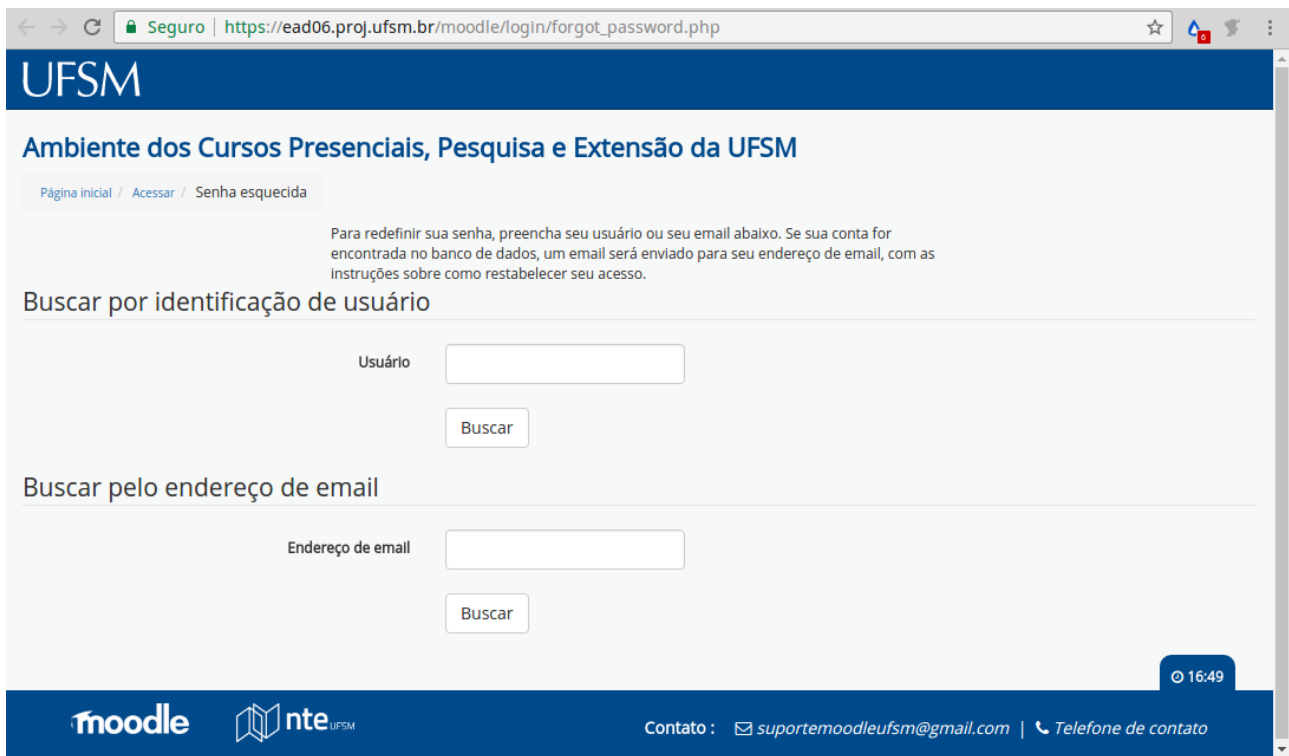 Seguro | https://ead06.proj.ufsm.br/moodle/login/forgot_password.php
6
UFSM
Ambiente dos Cursos Presenciais, Pesquisa e Extensão da UFSM
Página inicial / Acessar / Senha esquecida
Para redefinir sua senha, preencha seu usuário ou seu email abaixo. Se sua conta for
encontrada no banco de dados, um email será enviado para seu endereço de email, com as
instruções sobre como restabelecer seu acesso.
Buscar por identificação de usuário
Usuário
Buscar
Buscar pelo endereço de email
Endereço de email
Buscar
16:49
moodle nte UFSM Contato : suportemoodleufsm@gmail.com | Telefone de contato